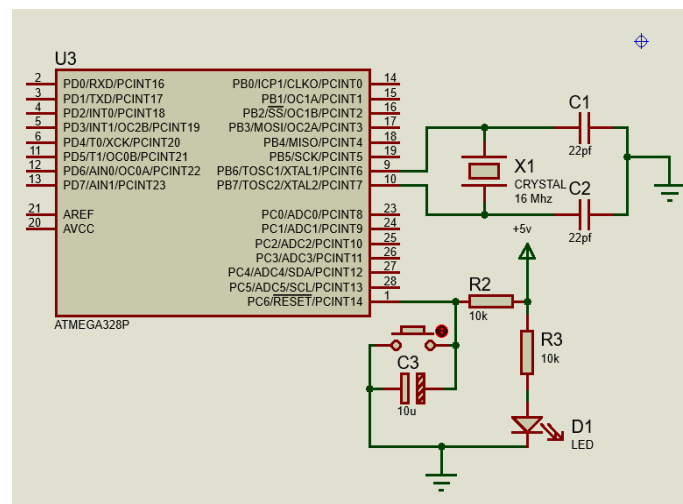 U3
2 PD0/RXD/PCINT16 PB0/ICP1/CLKO/PCINT0 14
3 PD1/TXD/PCINT17 PB1/OC1A/PCINT1 15
4 PD2/INT0/PCINT18 PB2/SS/OC1B/PCINT2 16
5 PD3/INT1/OC2B/PCINT19 PB3/MOSI/OC2A/PCINT3 17
6 PD4/T0/XCK/PCINT20 PB4/MISO/PCINT4 18
11 PD5/T1/OC0B/PCINT21 PB5/SCK/PCINT5 19
12 PD6/AIN0/OC0A/PCINT22 PB6/TOSC1/XTAL1/PCINT6 9
13 PD7/AIN1/PCINT23 PB7/TOSC2/XTAL2/PCINT7 10
21 AREF PC0/ADC0/PCINT8 23
20 AVCC PC1/ADC1/PCINT9 24
PC2/ADC2/PCINT10 25
PC3/ADC3/PCINT11 26
PC4/ADC4/SDA/PCINT12 27
PC5/ADC5/SCL/PCINT13 28
PC6/RESET/PCINT14 1
ATMEGA328P
C1
22pf
X1
CRYSTAL
16 Mhz
C2
22pf
+5v
R2
10k
R3
10k
C3
10u
D1
LED